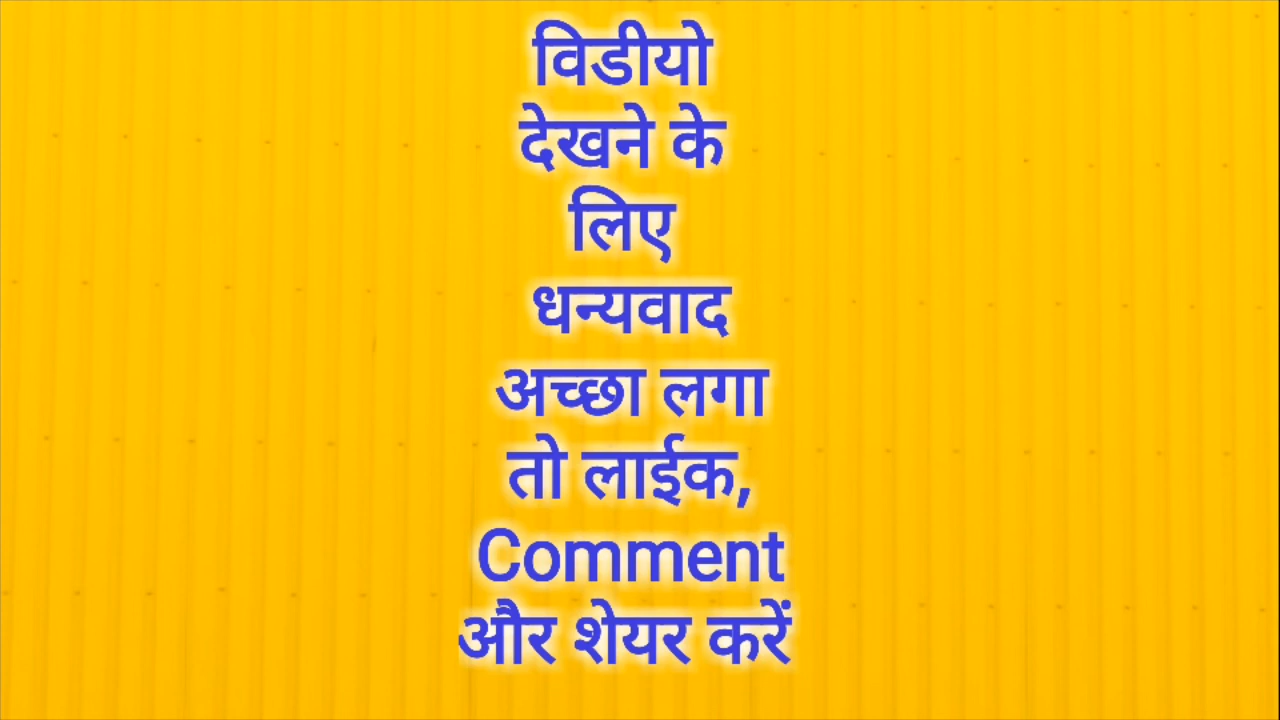 विडीयो
देखने के
लिए
धन्यवाद
अच्छा लगा
तो लाईक,
Comment
और शेयर करें